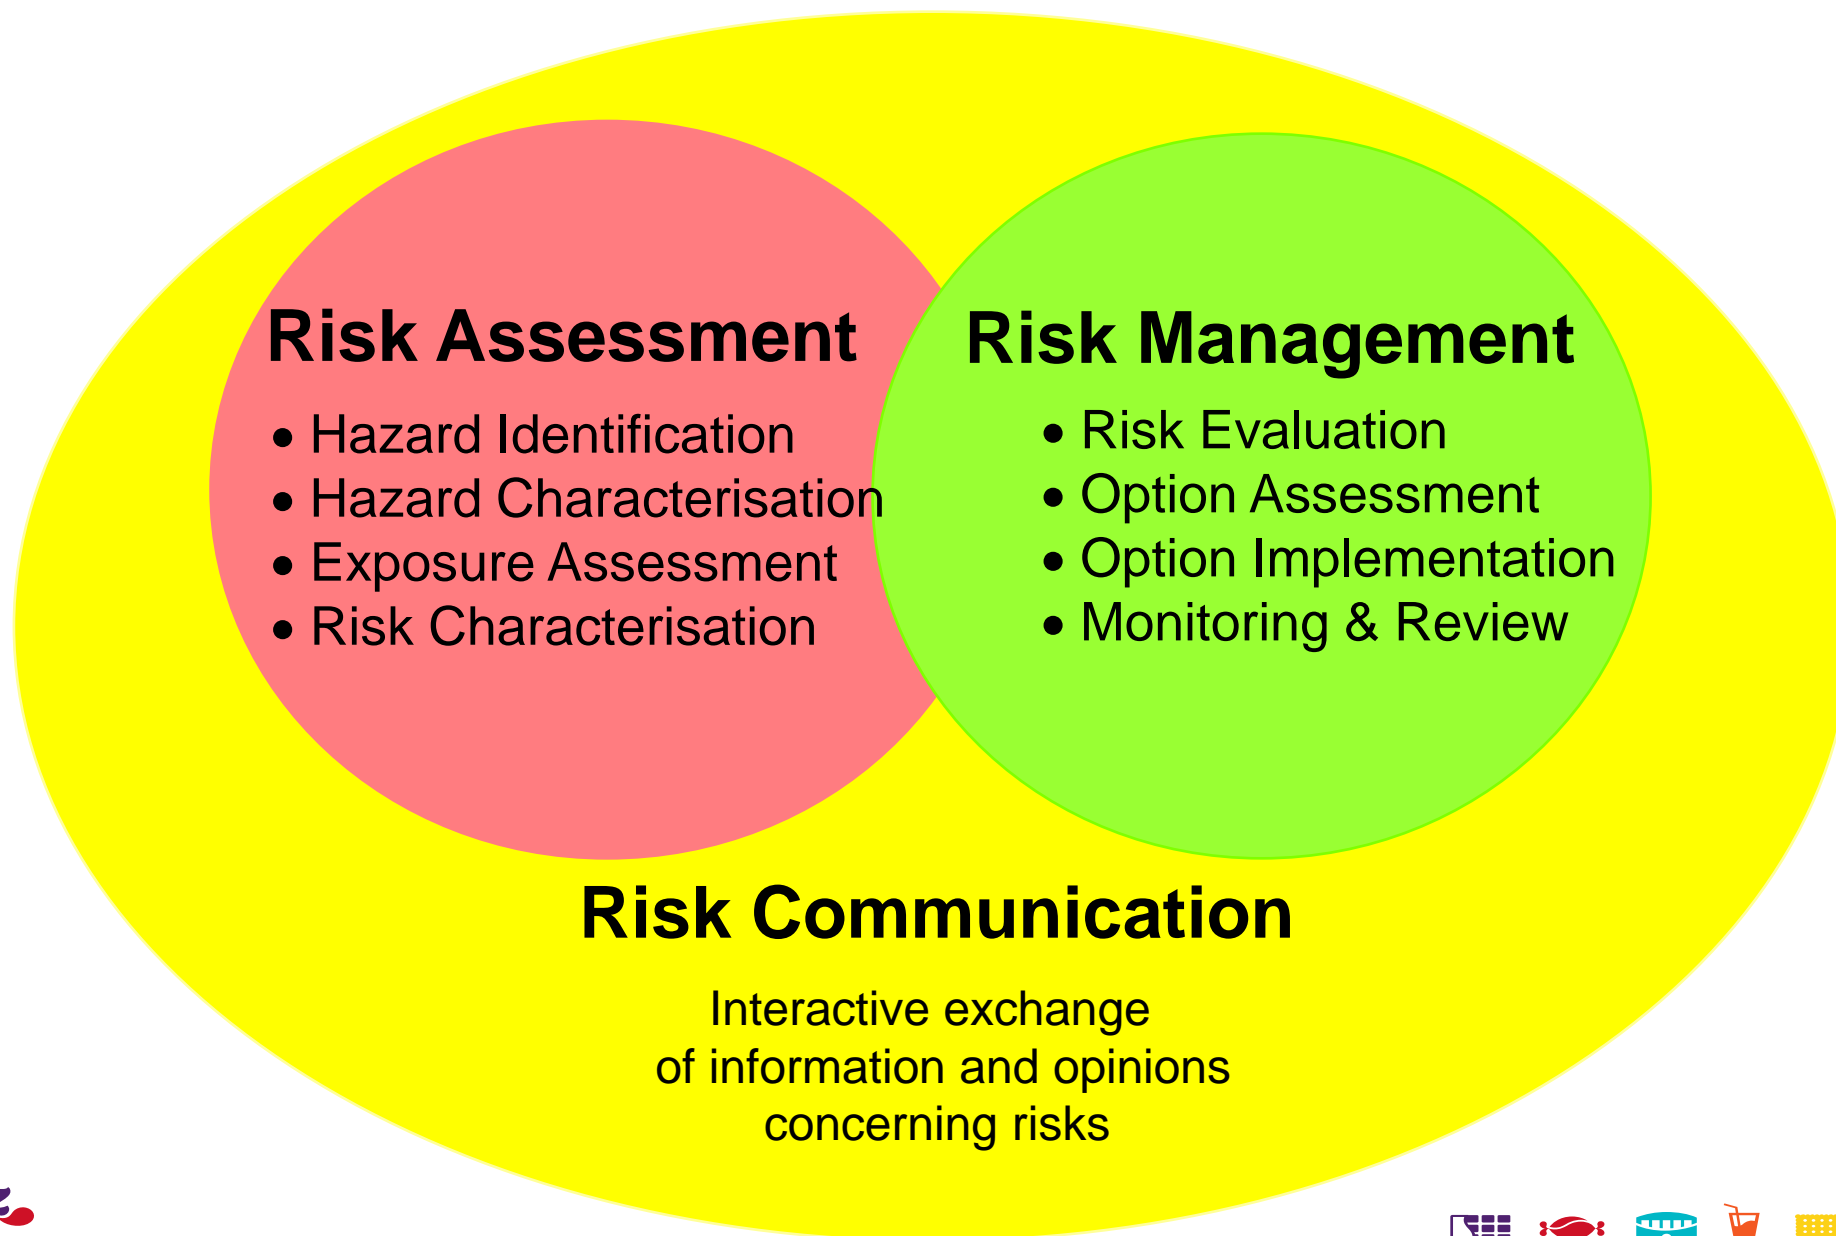 Risk Assessment
• Hazard Identification
• Hazard Characterisation
• Exposure Assessment
• Risk Characterisation
Risk Management
• Risk Evaluation
• Option Assessment
• Option Implementation
• Monitoring & Review
Risk Communication
Interactive exchange
of information and opinions
concerning risks